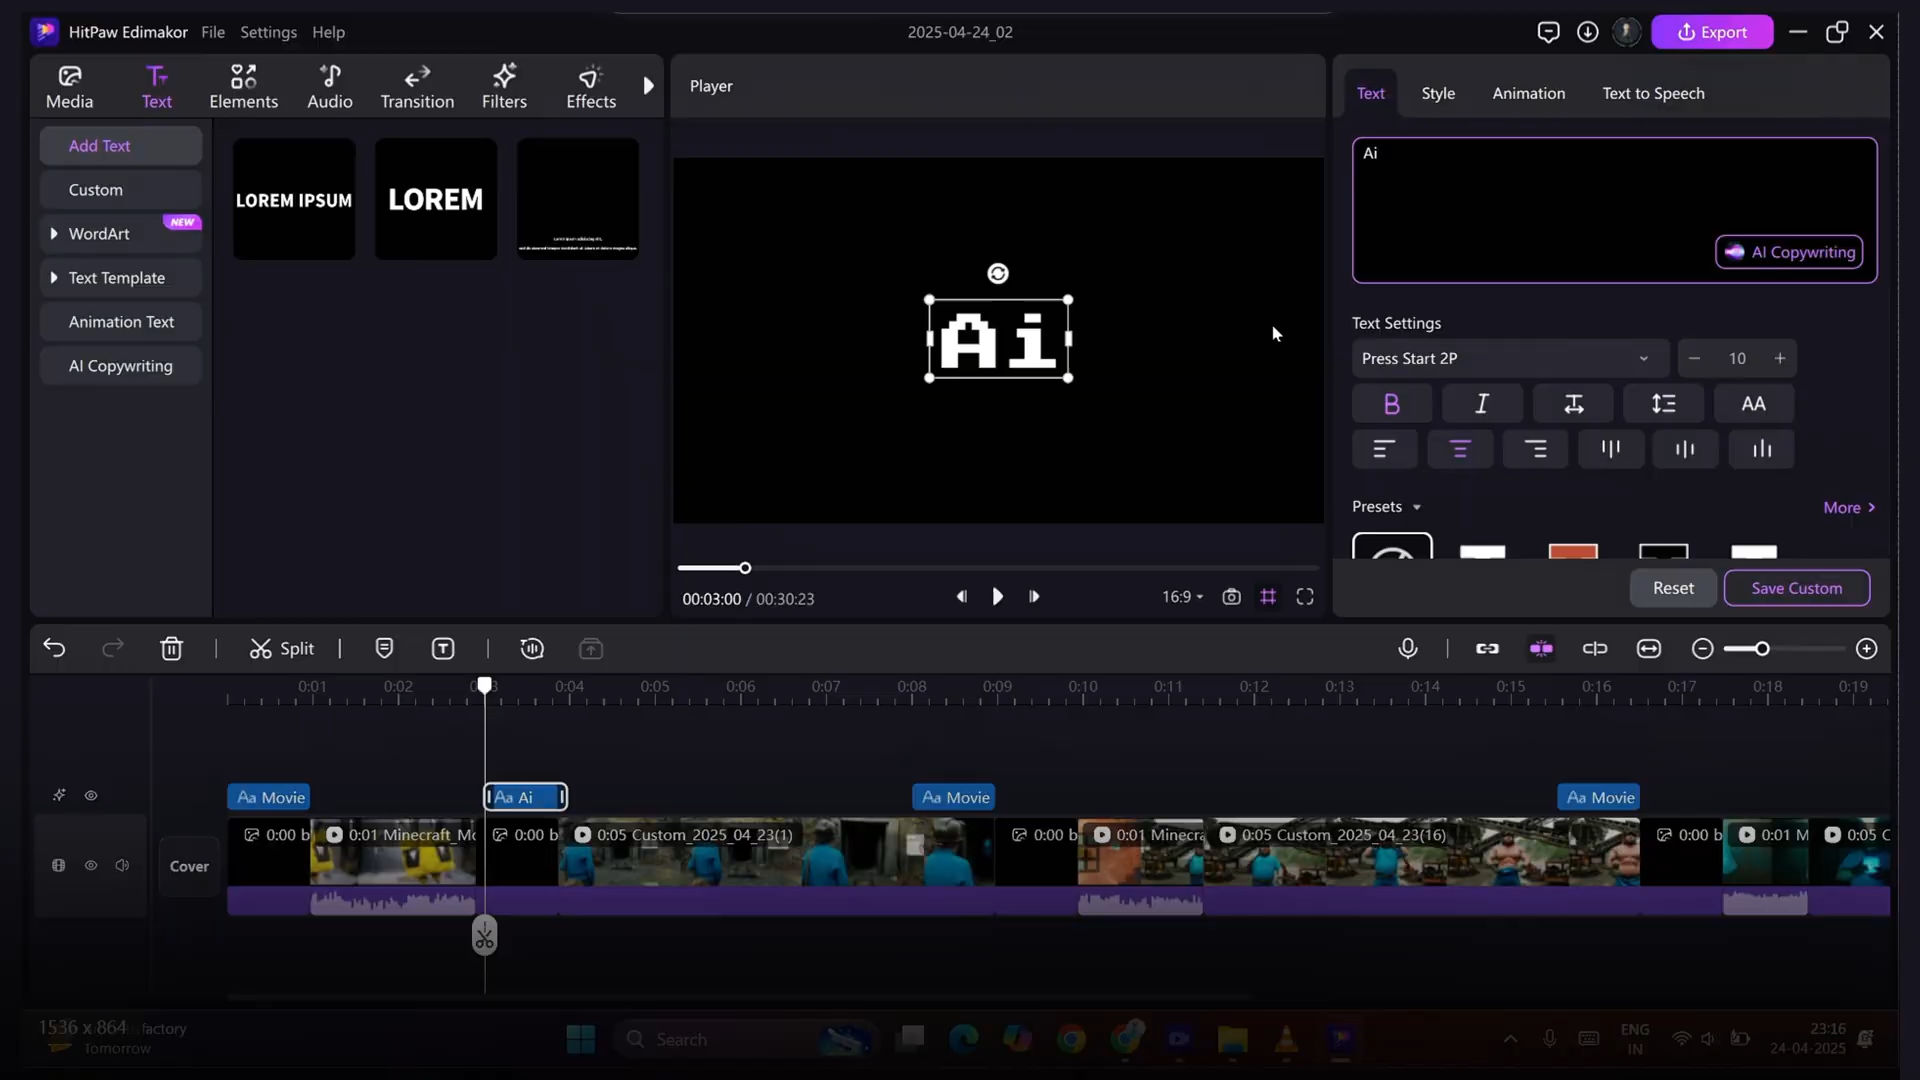 HitPaw Edimakor File Settings Help 2025-04-24_02 Export
Media Text Elements Audio Transition Filters Effects
Player
Text Style Animation Text to Speech
Add Text
Custom
WordArt NEW
Text Template
Animation Text
AI Copywriting
LOREM IPSUM
LOREM
Ai
Ai
AI Copywriting
Text Settings
Press Start 2P
10
B I AA
Presets
More
Reset
Save Custom
00:03:00 / 00:30:23
16:9
Split
0:01 0:02 0:04 0:05 0:06 0:07 0:08 0:09 0:10 0:11 0:12 0:13 0:14 0:15 0:16 0:17 0:18 0:19
Aa Movie Aa Ai Aa Movie Aa Movie
0:00 b 0:01 Minecraft_Mc 0:00 b 0:05 Custom_2025_04_23(1) 0:00 b 0:01 Minecra 0:05 Custom_2025_04_23(16) 0:00 b 0:01 M 0:05 C
Cover
1536 x 864 factory
Tomorrow
Search
ENG
IN
23:16
24-04-2025